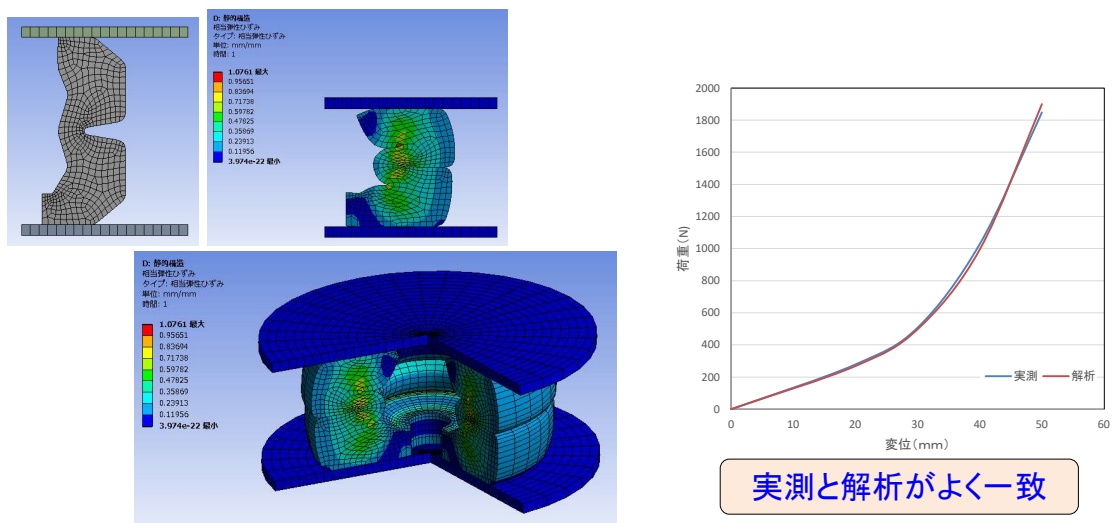 D: 静的構造
相当弾性ひずみ
タイプ: 相当弾性ひずみ
単位: mm/mm
時間: 1
1.0761 最大
0.95651
0.83694
0.71738
0.59782
0.47825
0.35869
0.23913
0.11956
3.974e-22 最小
D: 静的構造
相当弾性ひずみ
タイプ: 相当弾性ひずみ
単位: mm/mm
時間: 1
1.0761 最大
0.95651
0.83694
0.71738
0.59782
0.47825
0.35869
0.23913
0.11956
3.974e-22 最小
2000
1800
1600
1400
1200
1000
800
600
400
200
0
荷重(N)
実測 解析
0 10 20 30 40 50 60
変位(mm)
実測と解析がよく一致